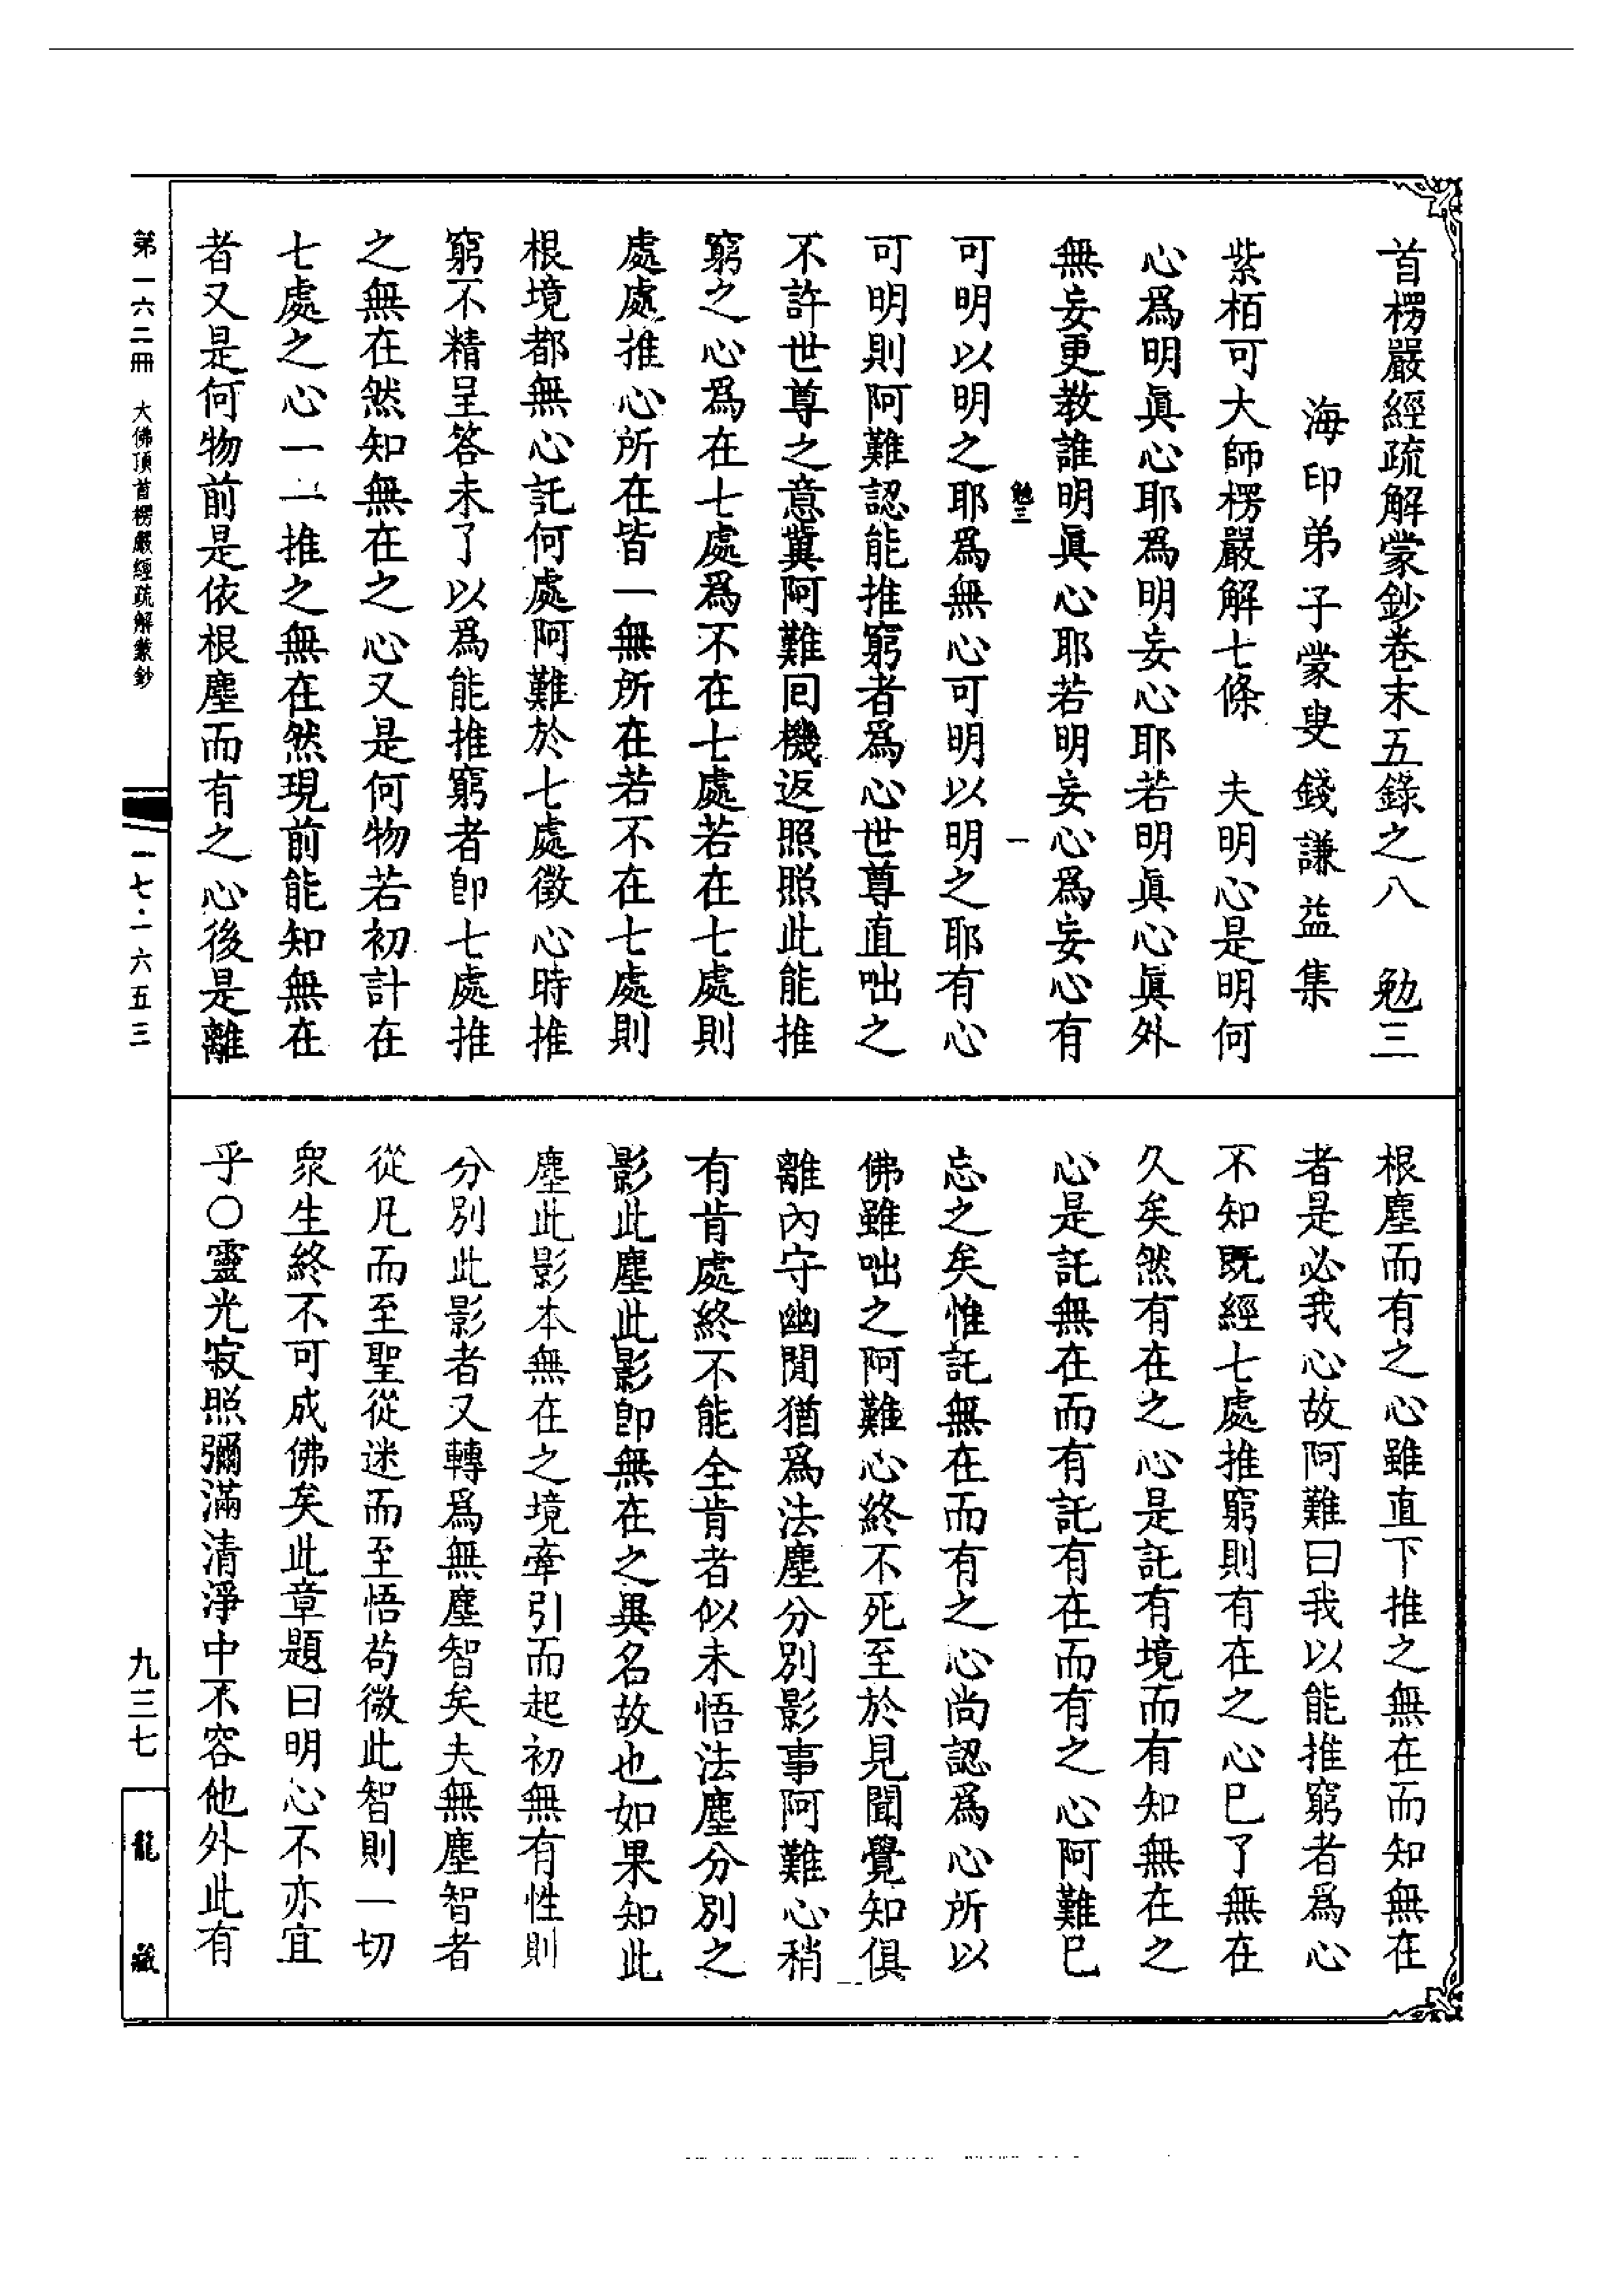 首楞嚴經疏解蒙鈔卷末五錄之八　勉三
海印弟子蒙叟錢謙益集
紫栢可大師楞嚴解七條　夫明心是明何
心爲明眞心耶爲明妄心耶若明眞心眞外
無妄更教誰明眞心耶若明妄心爲妄心有
勉三　一
可明以明之耶爲無心可明以明之耶有心
可明則阿難認能推窮者爲心世尊直咄之
不許世尊之意冀阿難囘機返照照此能推
窮之心爲在七處爲不在七處若在七處則
處處推心所在皆一無所在若不在七處則
根境都無心託何處阿難於七處徵心時推
窮不精呈答未了以爲能推窮者卽七處推
之無在然知無在之心又是何物若初計在
七處之心一一推之無在然現前能知無在
者又是何物前是依根塵而有之心後是離
根塵而有之心雖直下推之無在而知無在
者是必我心故阿難曰我以能推窮者爲心
不知既經七處推窮則有在之心巳了無在
久矣然有在之心是託有境而有知無在之
心是託無在而有託有在而有之心阿難巳
忘之矣惟託無在而有之心尚認爲心所以
佛雖咄之阿難心終不死至於見聞覺知俱
離內守幽閒猶爲法塵分別影事阿難心稍
有肯處終不能全肯者似未悟法塵分別之
影此塵此影卽無在之異名故也如果知此
塵此影本無在之境牽引而起初無有性則
分別此影者又轉爲無塵智矣夫無塵智者
從凡而至聖從迷而至悟苟微此智則一切
衆生終不可成佛矣此章題曰明心不亦宜
乎○靈光寂照彌滿清淨中不容他外此有
第一六二冊　大佛頂首楞嚴經疏解蒙鈔
一七·一六五三
九三七
龍藏